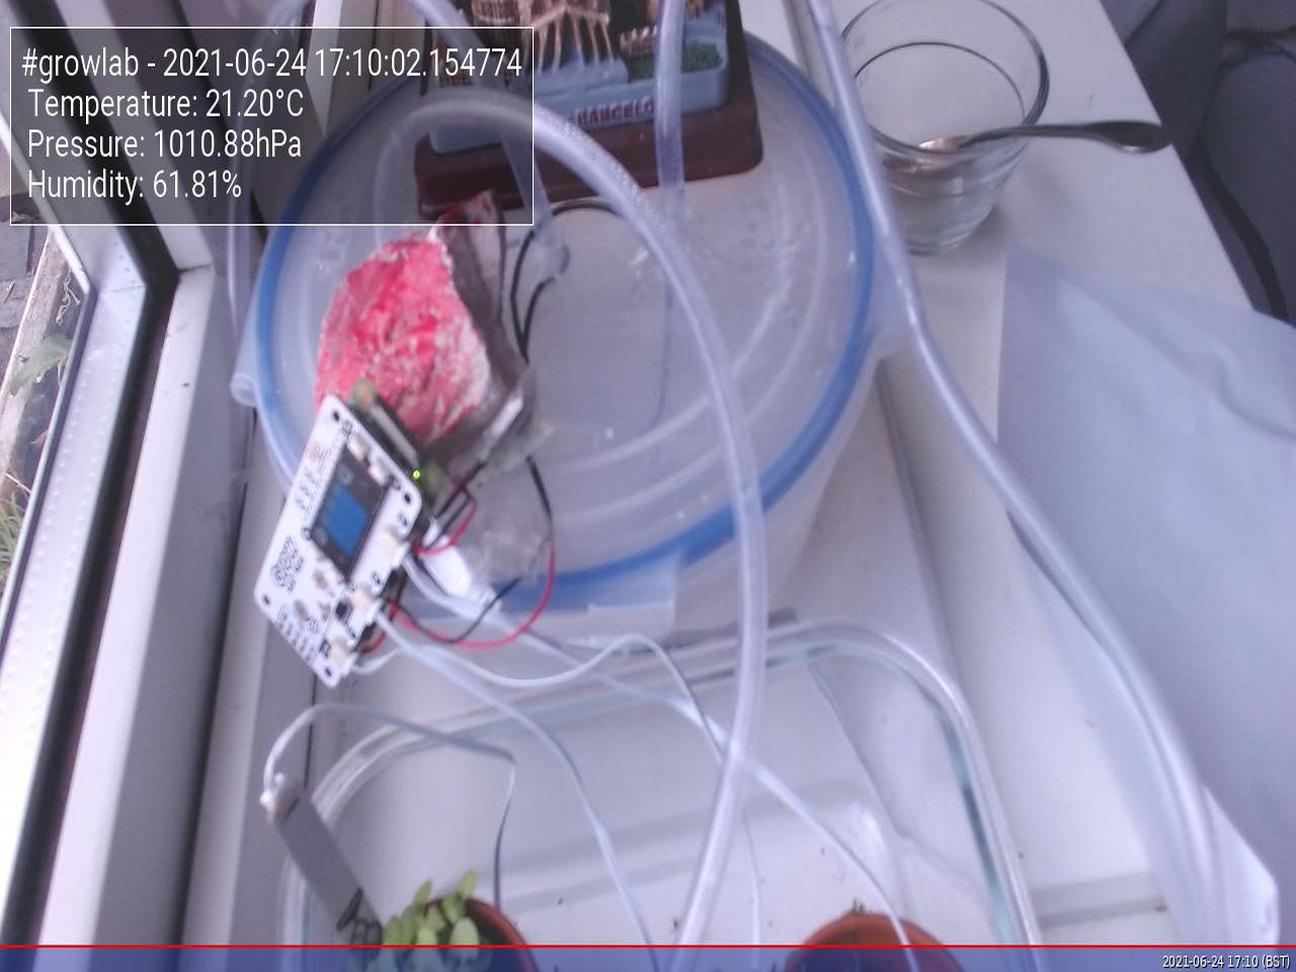 #growlab - 2021-06-24 17:10:02.154774
Temperature: 21.20°C
Pressure: 1010.88hPa
Humidity: 61.81%
BARCELO
2021-06-24 17:10 (BST)